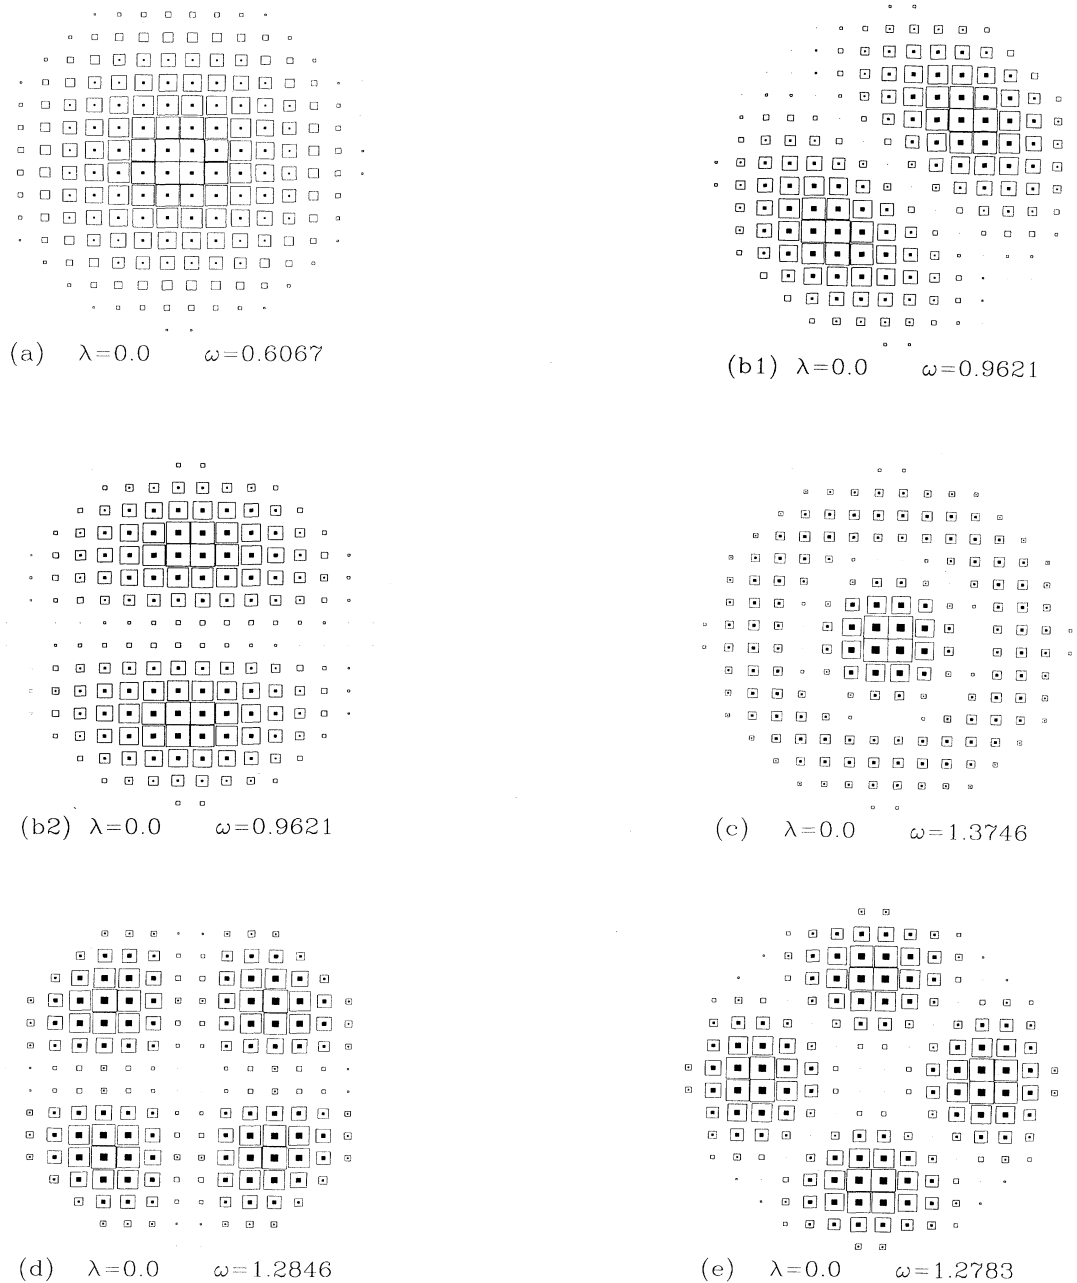 (a) λ=0.0 ω=0.6067
(b1) λ=0.0 ω=0.9621
(b2) λ=0.0 ω=0.9621
(c) λ=0.0 ω=1.3746
(d) λ=0.0 ω=1.2846
(e) λ=0.0 ω=1.2783